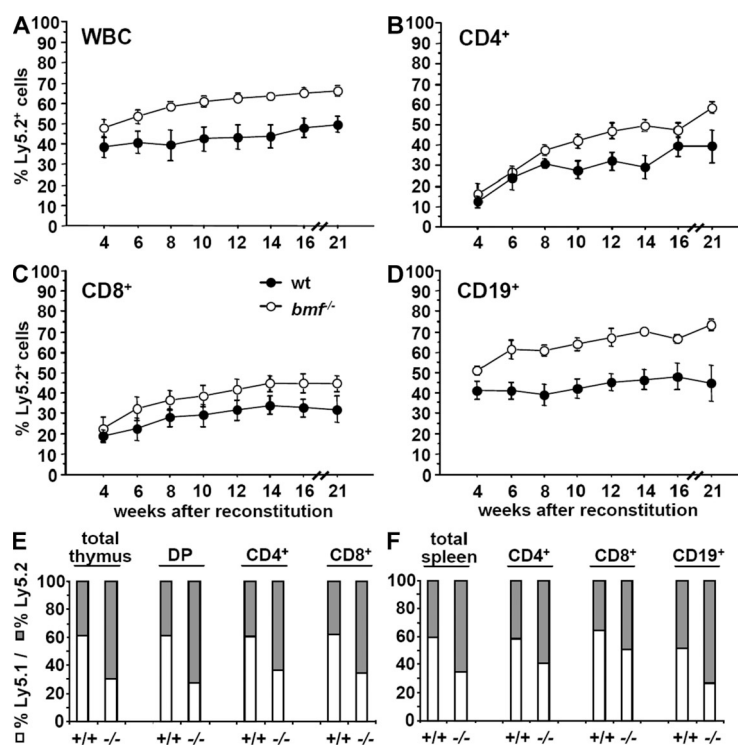 A
WBC
% Ly5.2⁺ cells
100
90
80
70
60
50
40
30
20
10
0
4 6 8 10 12 14 16 21
B
CD4⁺
100
90
80
70
60
50
40
30
20
10
0
4 6 8 10 12 14 16 21
C
CD8⁺
wt
bmf⁻/⁻
% Ly5.2⁺ cells
100
90
80
70
60
50
40
30
20
10
0
4 6 8 10 12 14 16 21
weeks after reconstitution
D
CD19⁺
100
90
80
70
60
50
40
30
20
10
0
4 6 8 10 12 14 16 21
weeks after reconstitution
E
total
thymus DP CD4⁺ CD8⁺
% Ly5.1 / % Ly5.2
100
80
60
40
20
0
+/+ -/- +/+ -/- +/+ -/- +/+ -/-
F
total
spleen CD4⁺ CD8⁺ CD19⁺
100
80
60
40
20
0
+/+ -/- +/+ -/- +/+ -/- +/+ -/-